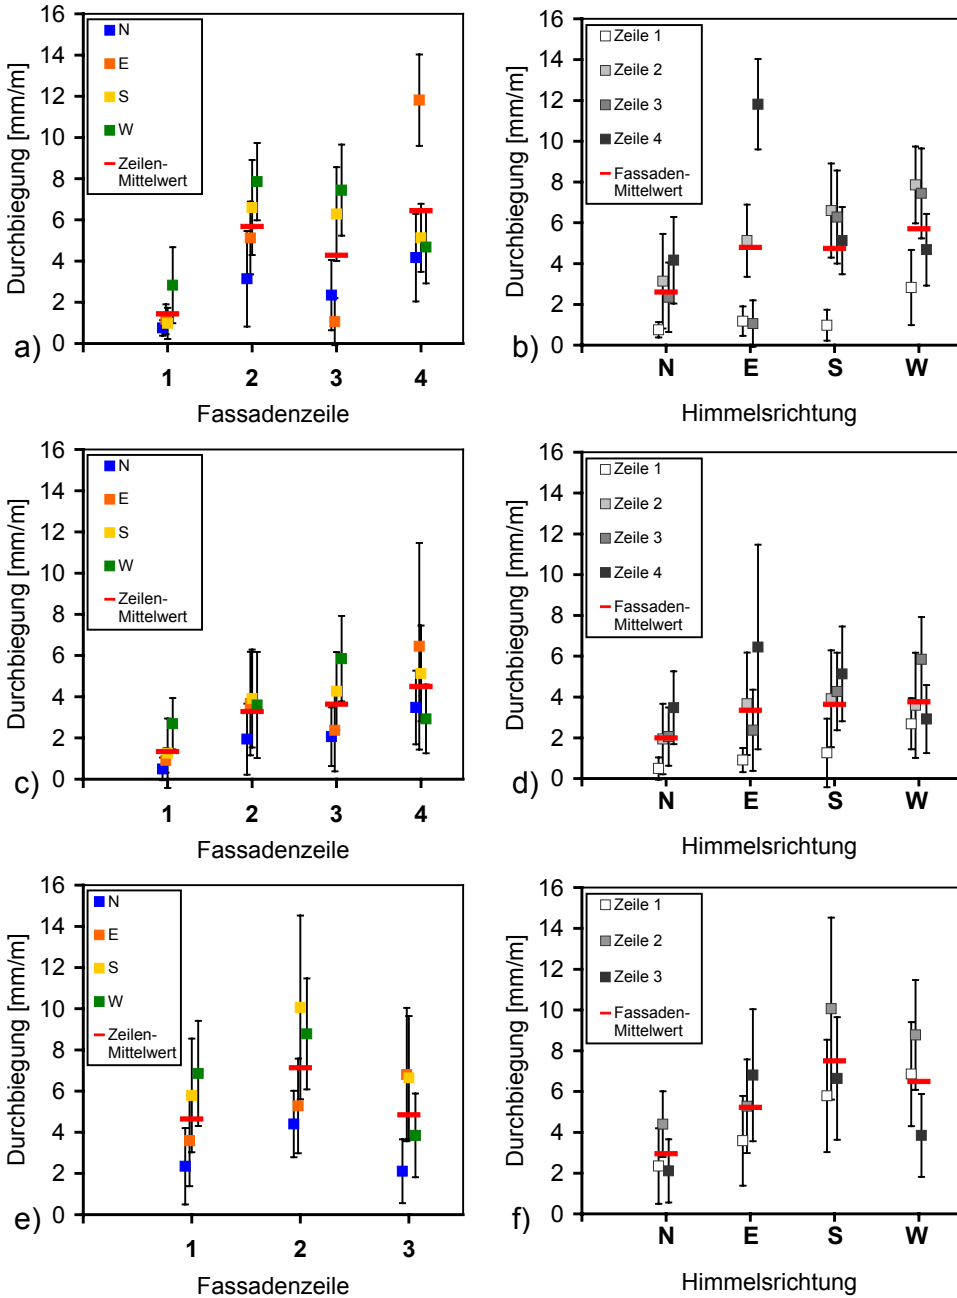 a)
Durchbiegung [mm/m]
16
14
12
10
8
6
4
2
0
N
E
S
W
Zeilen-
Mittelwert
1 2 3 4
Fassadenzeile
b)
Durchbiegung [mm/m]
16
14
12
10
8
6
4
2
0
Zeile 1
Zeile 2
Zeile 3
Zeile 4
Fassaden-
Mittelwert
N E S W
Himmelsrichtung
c)
Durchbiegung [mm/m]
16
14
12
10
8
6
4
2
0
N
E
S
W
Zeilen-
Mittelwert
1 2 3 4
Fassadenzeile
d)
Durchbiegung [mm/m]
16
14
12
10
8
6
4
2
0
Zeile 1
Zeile 2
Zeile 3
Zeile 4
Fassaden-
Mittelwert
N E S W
Himmelsrichtung
e)
Durchbiegung [mm/m]
16
14
12
10
8
6
4
2
0
N
E
S
W
Zeilen-
Mittelwert
1 2 3
Fassadenzeile
f)
Durchbiegung [mm/m]
16
14
12
10
8
6
4
2
0
Zeile 1
Zeile 2
Zeile 3
Fassaden-
Mittelwert
N E S W
Himmelsrichtung